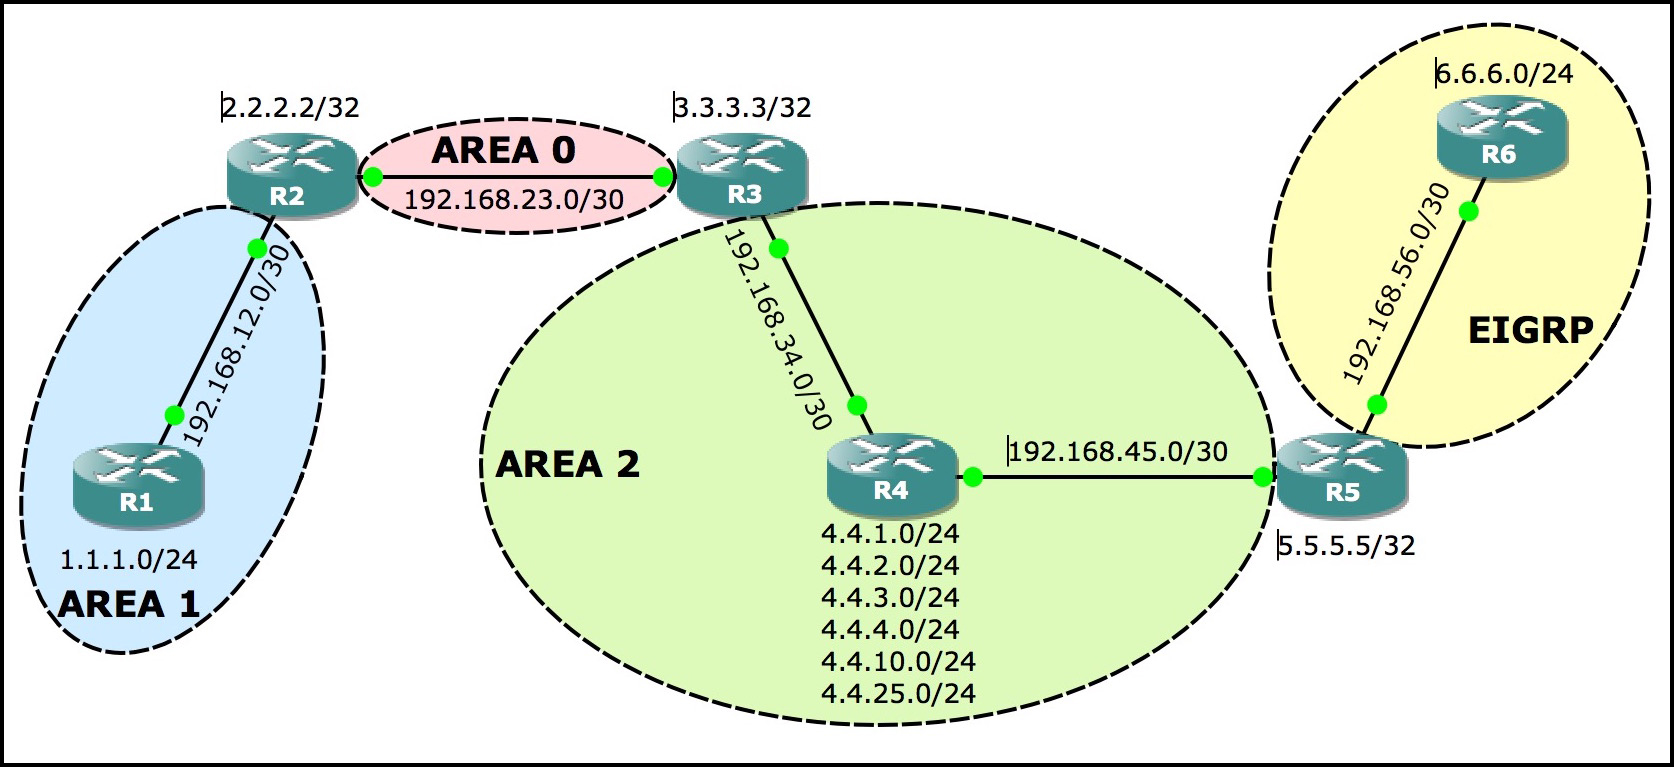 2.2.2.2/32
R2
AREA 0
192.168.23.0/30
3.3.3.3/32
R3
192.168.12.0/30
R1
1.1.1.0/24
AREA 1
192.168.34.0/30
AREA 2
R4
192.168.45.0/30
4.4.1.0/24
4.4.2.0/24
4.4.3.0/24
4.4.4.0/24
4.4.10.0/24
4.4.25.0/24
R5
5.5.5.5/32
6.6.6.0/24
R6
192.168.56.0/30
EIGRP